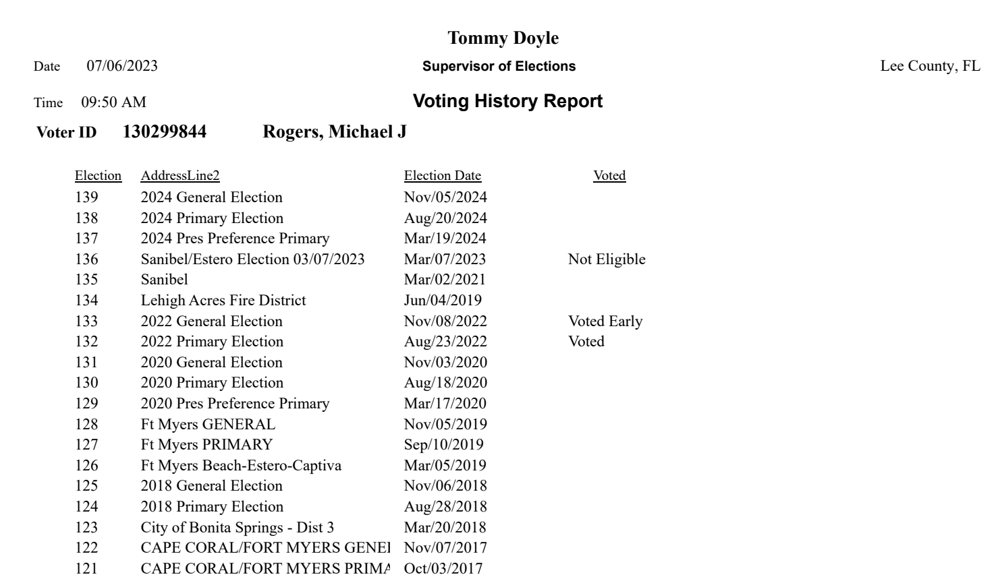 Tommy Doyle
Date 07/06/2023 Supervisor of Elections Lee County, FL
Time 09:50 AM Voting History Report
Voter ID 130299844 Rogers, Michael J
Election AddressLine2 Election Date Voted
139 2024 General Election Nov/05/2024
138 2024 Primary Election Aug/20/2024
137 2024 Pres Preference Primary Mar/19/2024
136 Sanibel/Estero Election 03/07/2023 Mar/07/2023 Not Eligible
135 Sanibel Mar/02/2021
134 Lehigh Acres Fire District Jun/04/2019
133 2022 General Election Nov/08/2022 Voted Early
132 2022 Primary Election Aug/23/2022 Voted
131 2020 General Election Nov/03/2020
130 2020 Primary Election Aug/18/2020
129 2020 Pres Preference Primary Mar/17/2020
128 Ft Myers GENERAL Nov/05/2019
127 Ft Myers PRIMARY Sep/10/2019
126 Ft Myers Beach-Estero-Captiva Mar/05/2019
125 2018 General Election Nov/06/2018
124 2018 Primary Election Aug/28/2018
123 City of Bonita Springs - Dist 3 Mar/20/2018
122 CAPE CORAL/FORT MYERS GENE Nov/07/2017
121 CAPE CORAL/FORT MYERS PRIMA Oct/03/2017